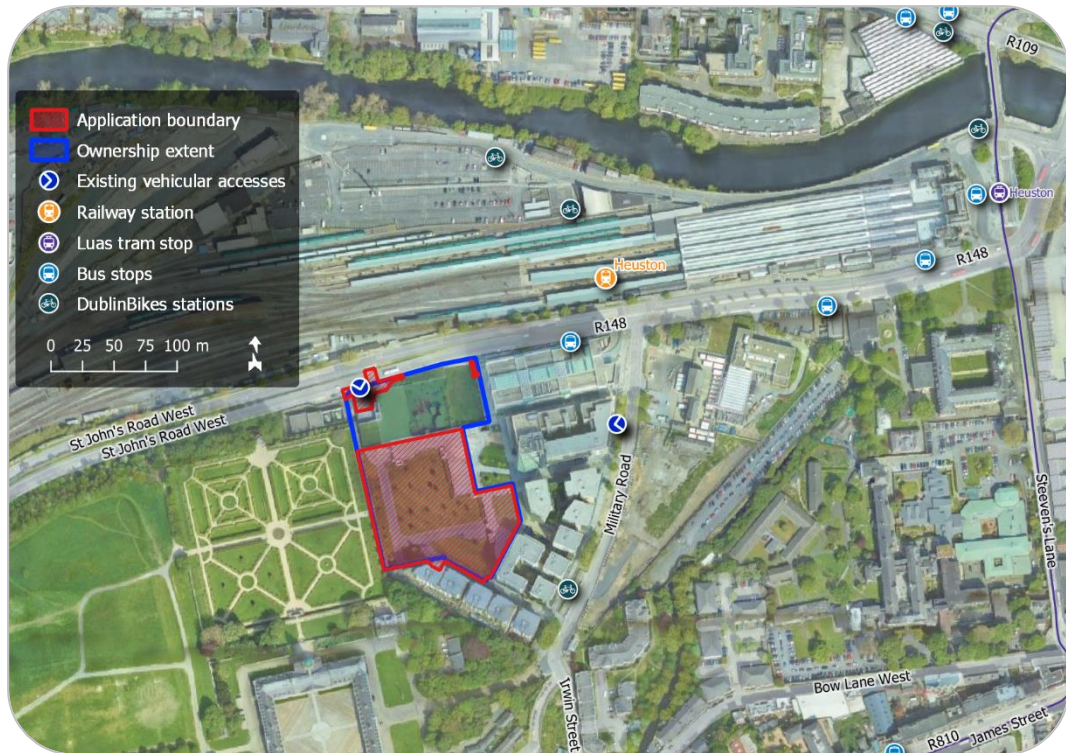 R109
Application boundary
Ownership extent
Existing vehicular accesses
Railway station
Luas tram stop
Bus stops
DublinBikes stations
0 25 50 75 100 m
Heuston
Heuston
R148
R148
St John's Road West
St John's Road West
Military Road
Steeven's Lane
Irwin Street
Bow Lane West
James' Street
R810